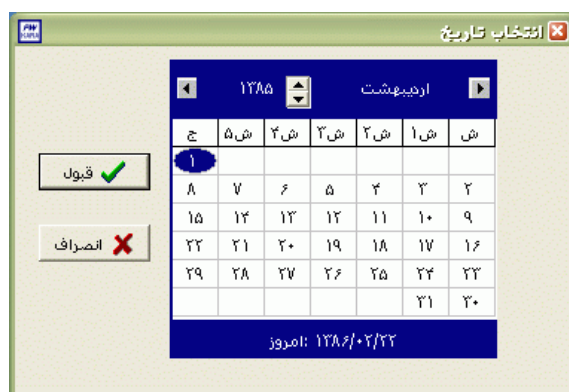 انتخاب تاریخ
اردیبهشت ۱۳۸۵
ش ش۱ ش۲ ش۳ ش۴ ش۵ ج
۱
۲ ۳ ۴ ۵ ۶ ۷ ۸
۹ ۱۰ ۱۱ ۱۲ ۱۳ ۱۴ ۱۵
۱۶ ۱۷ ۱۸ ۱۹ ۲۰ ۲۱ ۲۲
۲۳ ۲۴ ۲۵ ۲۶ ۲۷ ۲۸ ۲۹
۳۰ ۳۱
۱۳۸۶/۰۲/۲۲ :امروز
قبول
انصراف